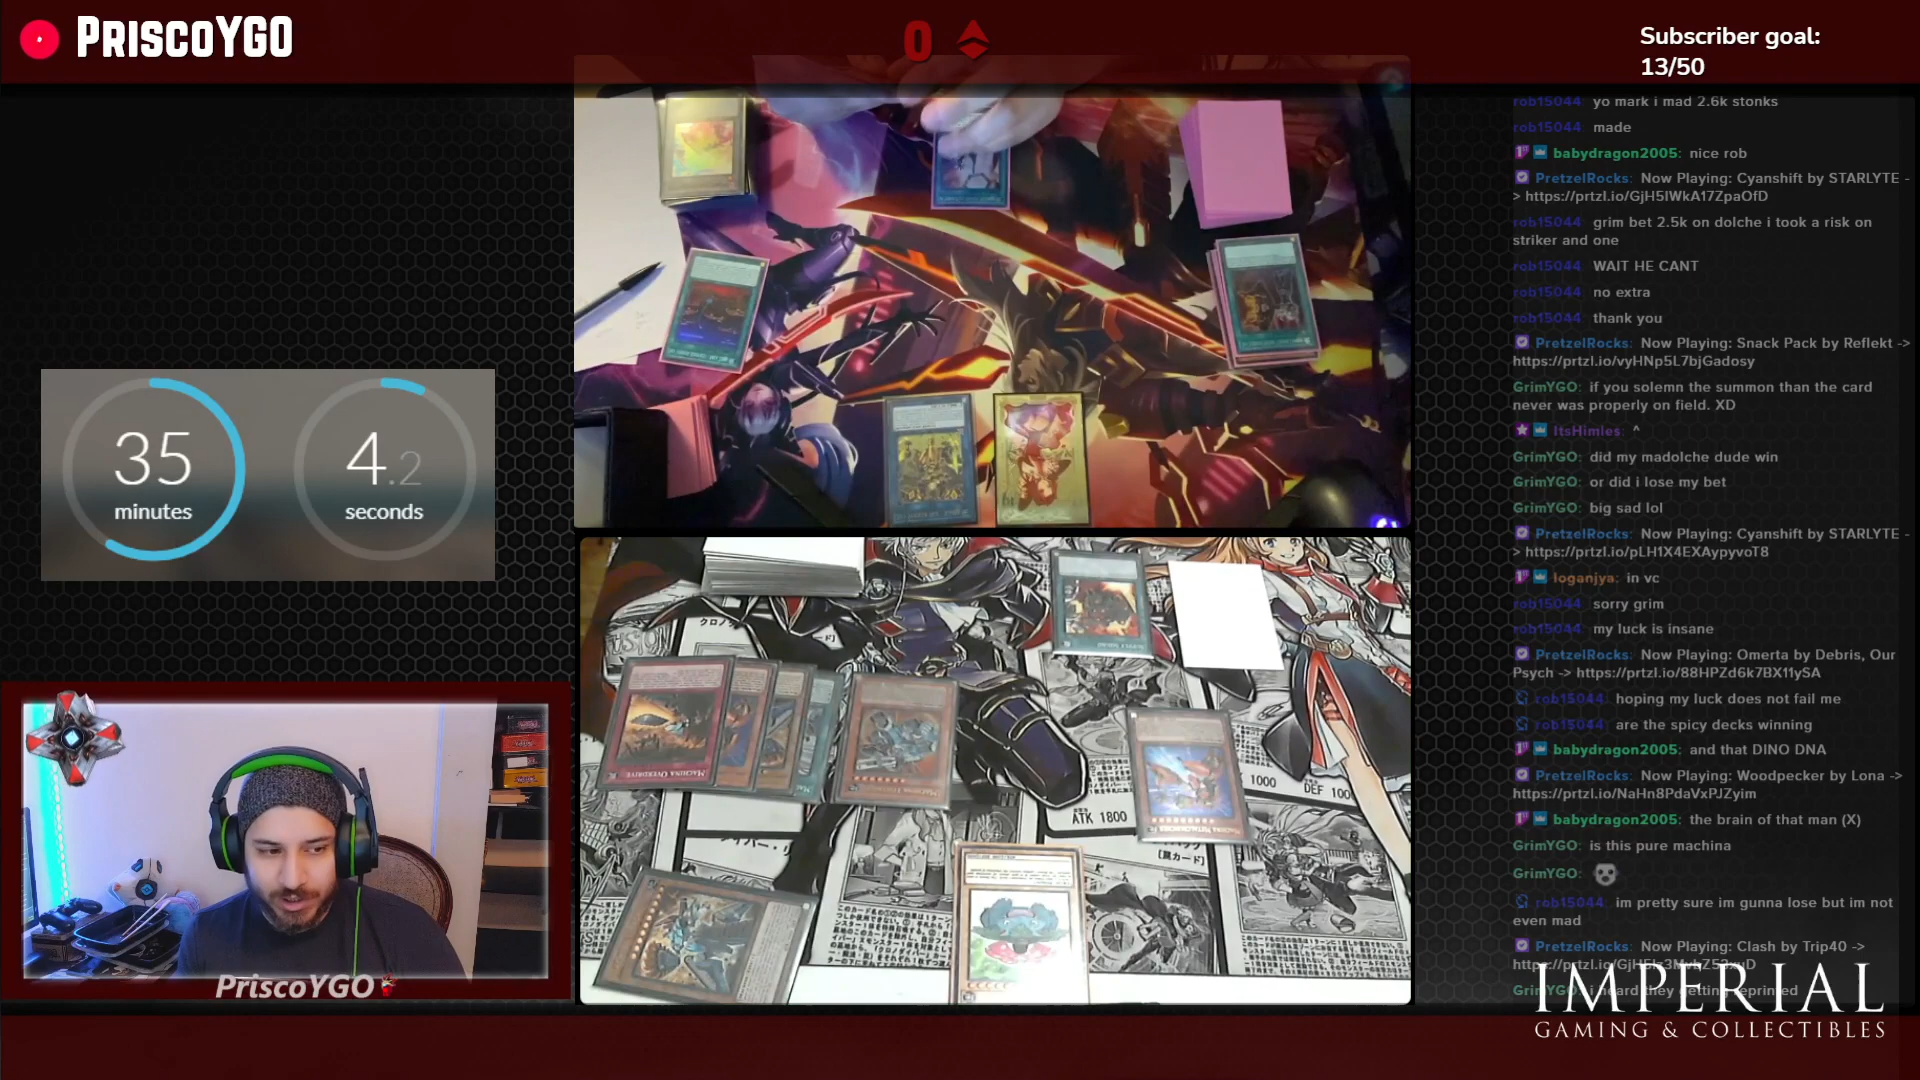 PRISCOYGO
0
Subscriber goal:
13/50
rob15044 yo mark i mad 2.6k stonks
rob15044 made
babydragon2005: nice rob
PretzelRocks: Now Playing: Cyanshift by STARLYTE -
> https://prtzl.io/GjH5lWkA17ZpaOfD
rob15044 grim bet 2.5k on dolche i took a risk on
striker and one
rob15044 WAIT HE CANT
rob15044 no extra
rob15044 thank you
PretzelRocks: Now Playing: Snack Pack by Reflekt ->
https://prtzl.io/vyHNp5L7bjGadosy
GrimYGO: if you solemn the summon than the card
never was properly on field. XD
ItsHimles: ^
GrimYGO: did my madolche dude win
GrimYGO: or did i lose my bet
GrimYGO: big sad lol
PretzelRocks: Now Playing: Cyanshift by STARLYTE -
> https://prtzl.io/pLH1X4EXAypyvoT8
loganjya: in vc
rob15044 sorry grim
rob15044 my luck is insane
PretzelRocks: Now Playing: Omerta by Debris, Our
Psych -> https://prtzl.io/88HPZd6k7BX11ySA
rob15044: hoping my luck does not fail me
rob15044: are the spicy decks winning
babydragon2005: and that DINO DNA
PretzelRocks: Now Playing: Woodpecker by Lona ->
https://prtzl.io/NaHn8PdaVxPJZyim
babydragon2005: the brain of that man (X)
GrimYGO: is this pure machina
GrimYGO:
rob15044: im pretty sure im gunna lose but im not
even mad
PretzelRocks: Now Playing: Clash by Trip40 ->
GrimYGO: i heard they getting reprinted
IMPERIAL
GAMING & COLLECTIBLES
35
minutes
4.2
seconds
PriscoYGO
MACHINA OVERDRIVE
ATK 1800
1000
DEF 100